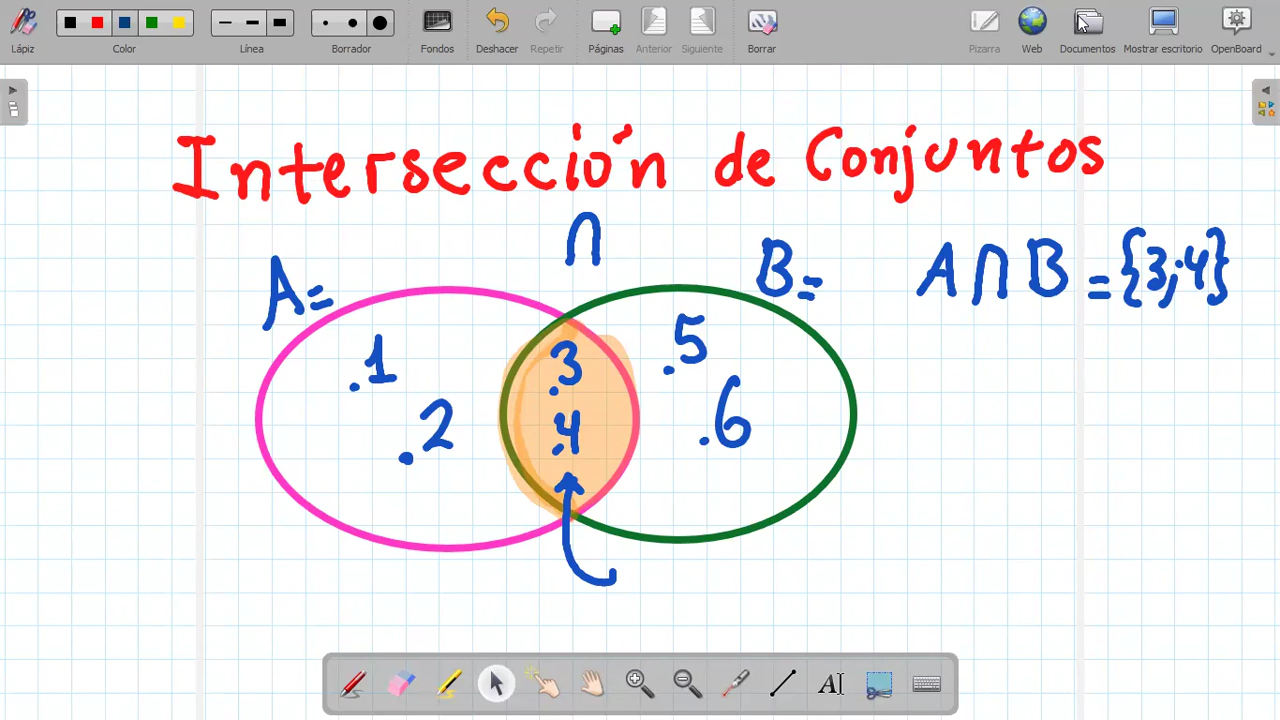 Lápiz
Color
Línea
Borrador
Fondos
Deshacer
Repetir
Páginas
Anterior
Siguiente
Borrar
Pizarra
Web
Documentos
Mostrar escritorio
OpenBoard
Intersección de Conjuntos
∩
A=
B=
A∩B={3;4}
.1
.2
.3
.4
.5
.6
AI